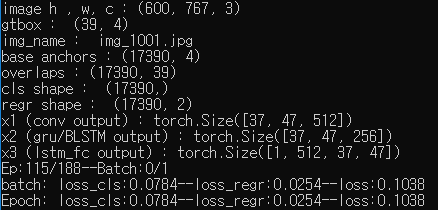 image h , w, c : (600, 767, 3)
gtbox :  (39, 4)
img_name :  img_1001.jpg
base anchors : (17390, 4)
overlaps : (17390, 39)
cls shape :  (17390,)
regr shape :  (17390, 2)
x1 (conv output) : torch.Size([37, 47, 512])
x2 (gru/BLSTM output) : torch.Size([37, 47, 256])
x3 (lstm_fc output) : torch.Size([1, 512, 37, 47])
Ep:115/188--Batch:0/1
batch: loss_cls:0.0784--loss_regr:0.0254--loss:0.1038
Epoch: loss_cls:0.0784--loss_regr:0.0254--loss:0.1038